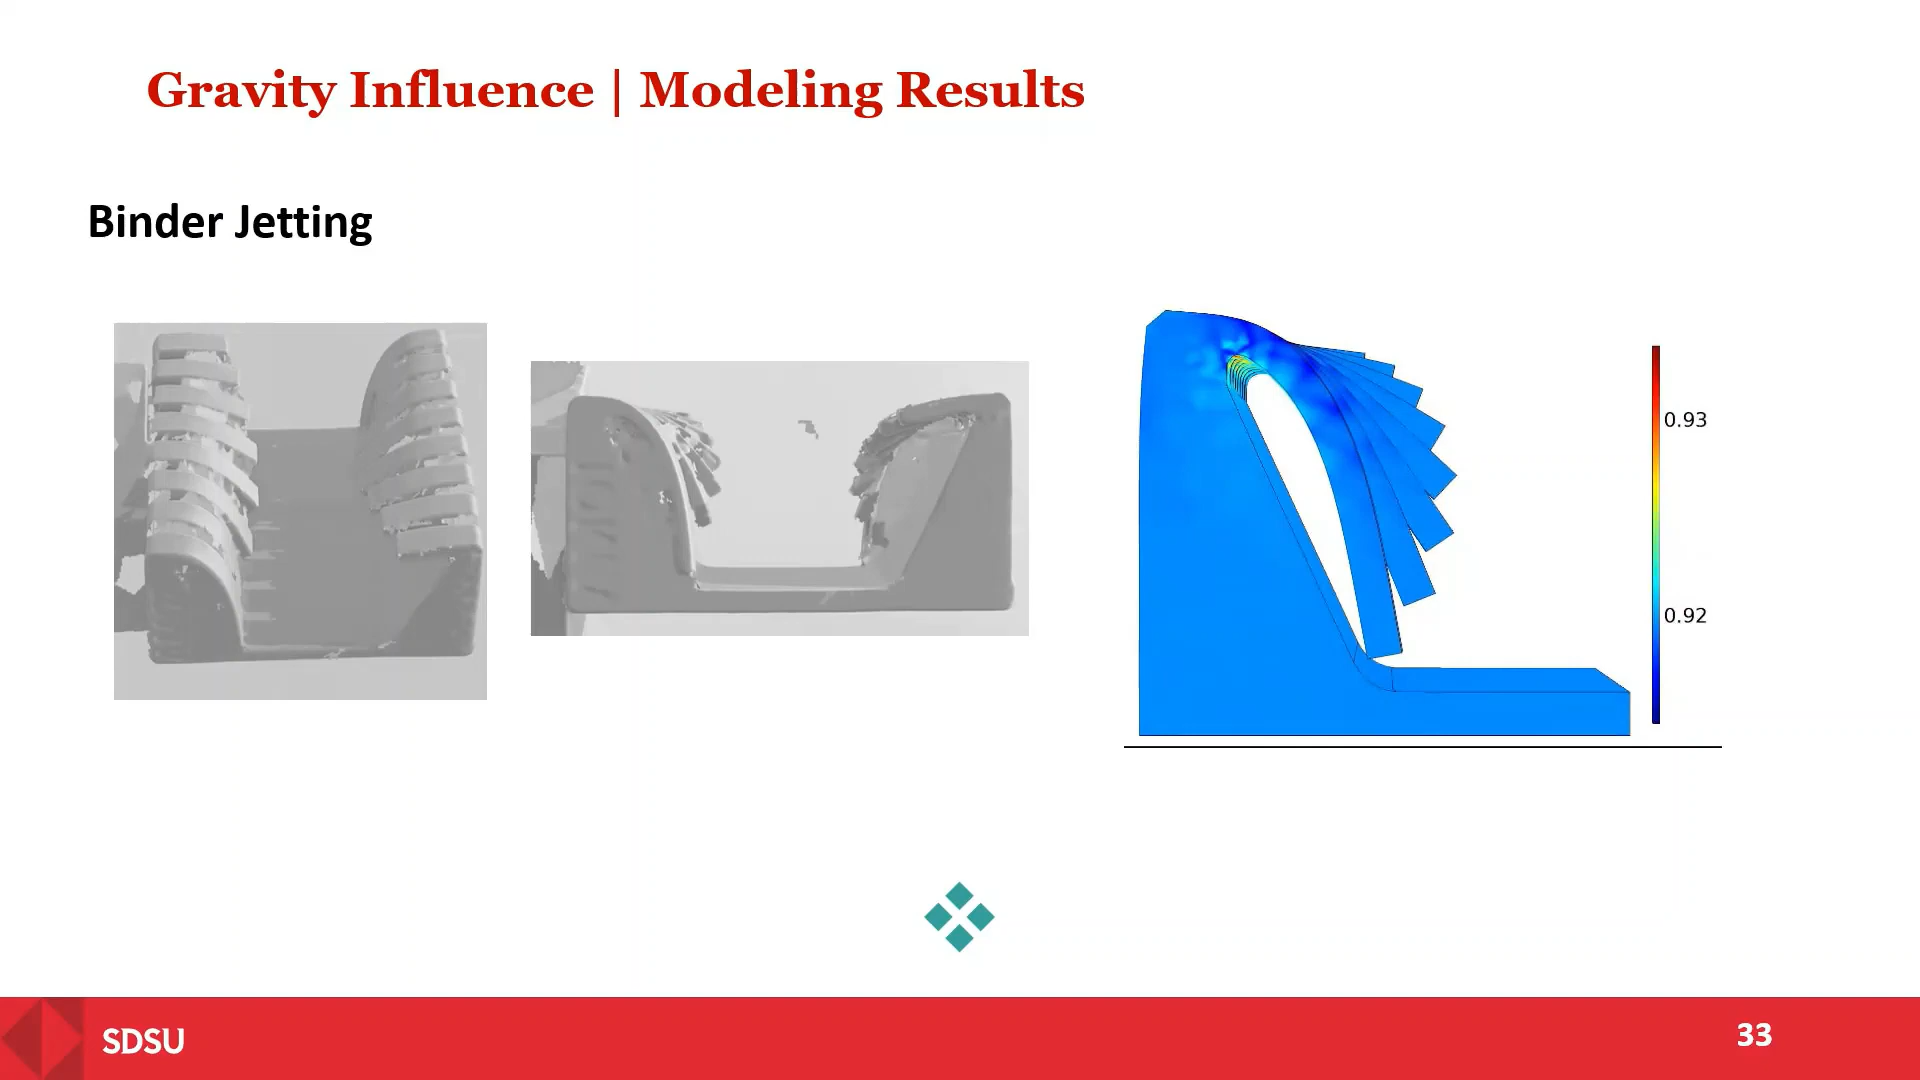 Gravity Influence | Modeling Results
Binder Jetting
0.93
0.92
SDSU
33